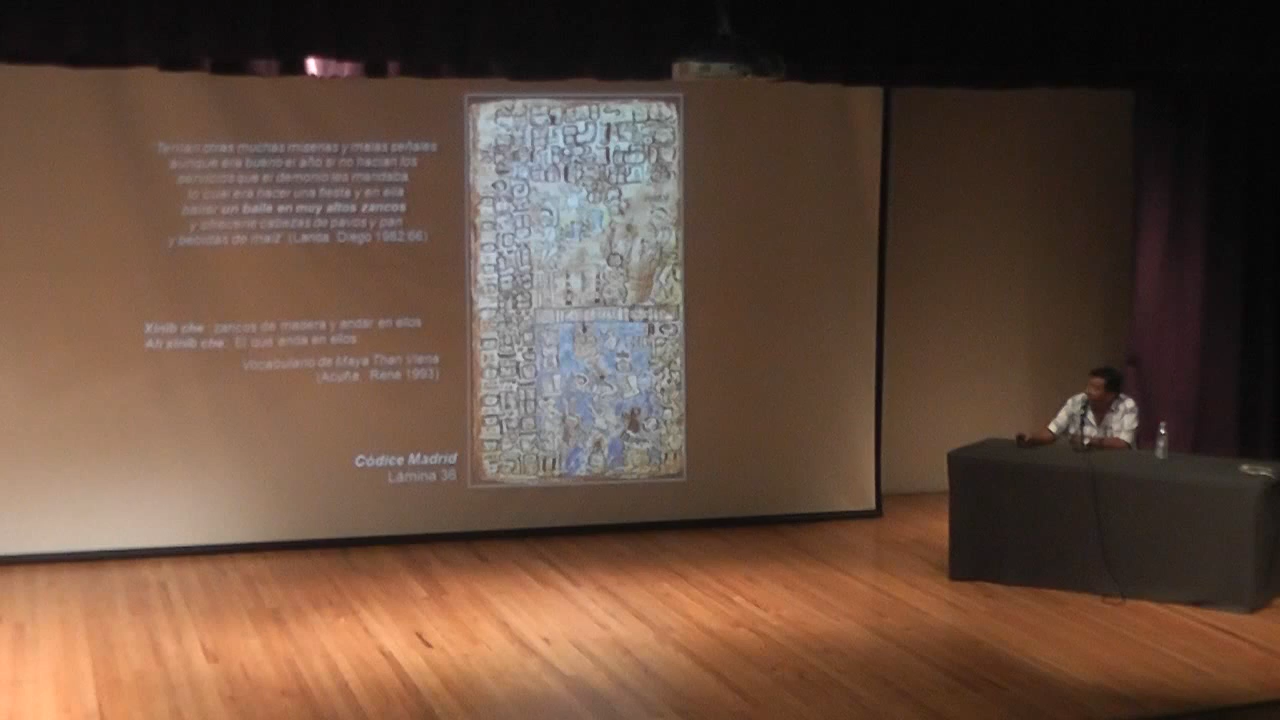 "Tenían otras muchas miserias y malas señales
aunque era bueno el año si no hacían los
servicios que el demonio les mandaba
lo cual era hacer una fiesta y en ella
bailar un baile en muy altos zancos
y ofrecerle cabezas de pavos y pan
y bebidas de maíz" (Landa, Diego 1982:66)
Xinib che: zancos de madera y andar en ellos
Ah xinib che: El que anda en ellos
Vocabulario de Maya Than Viena
(Acuña, René 1993)
Códice Madrid
Lámina 36